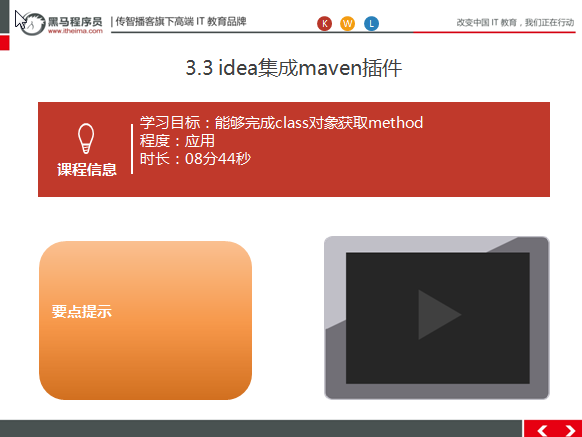 黑马程序员
www.itheima.com
传智播客旗下高端 IT 教育品牌
K W L
改变中国 IT 教育，我们正在行动
3.3 idea集成maven插件
课程信息
学习目标：能够完成class对象获取method
程度：应用
时长：08分44秒
要点提示